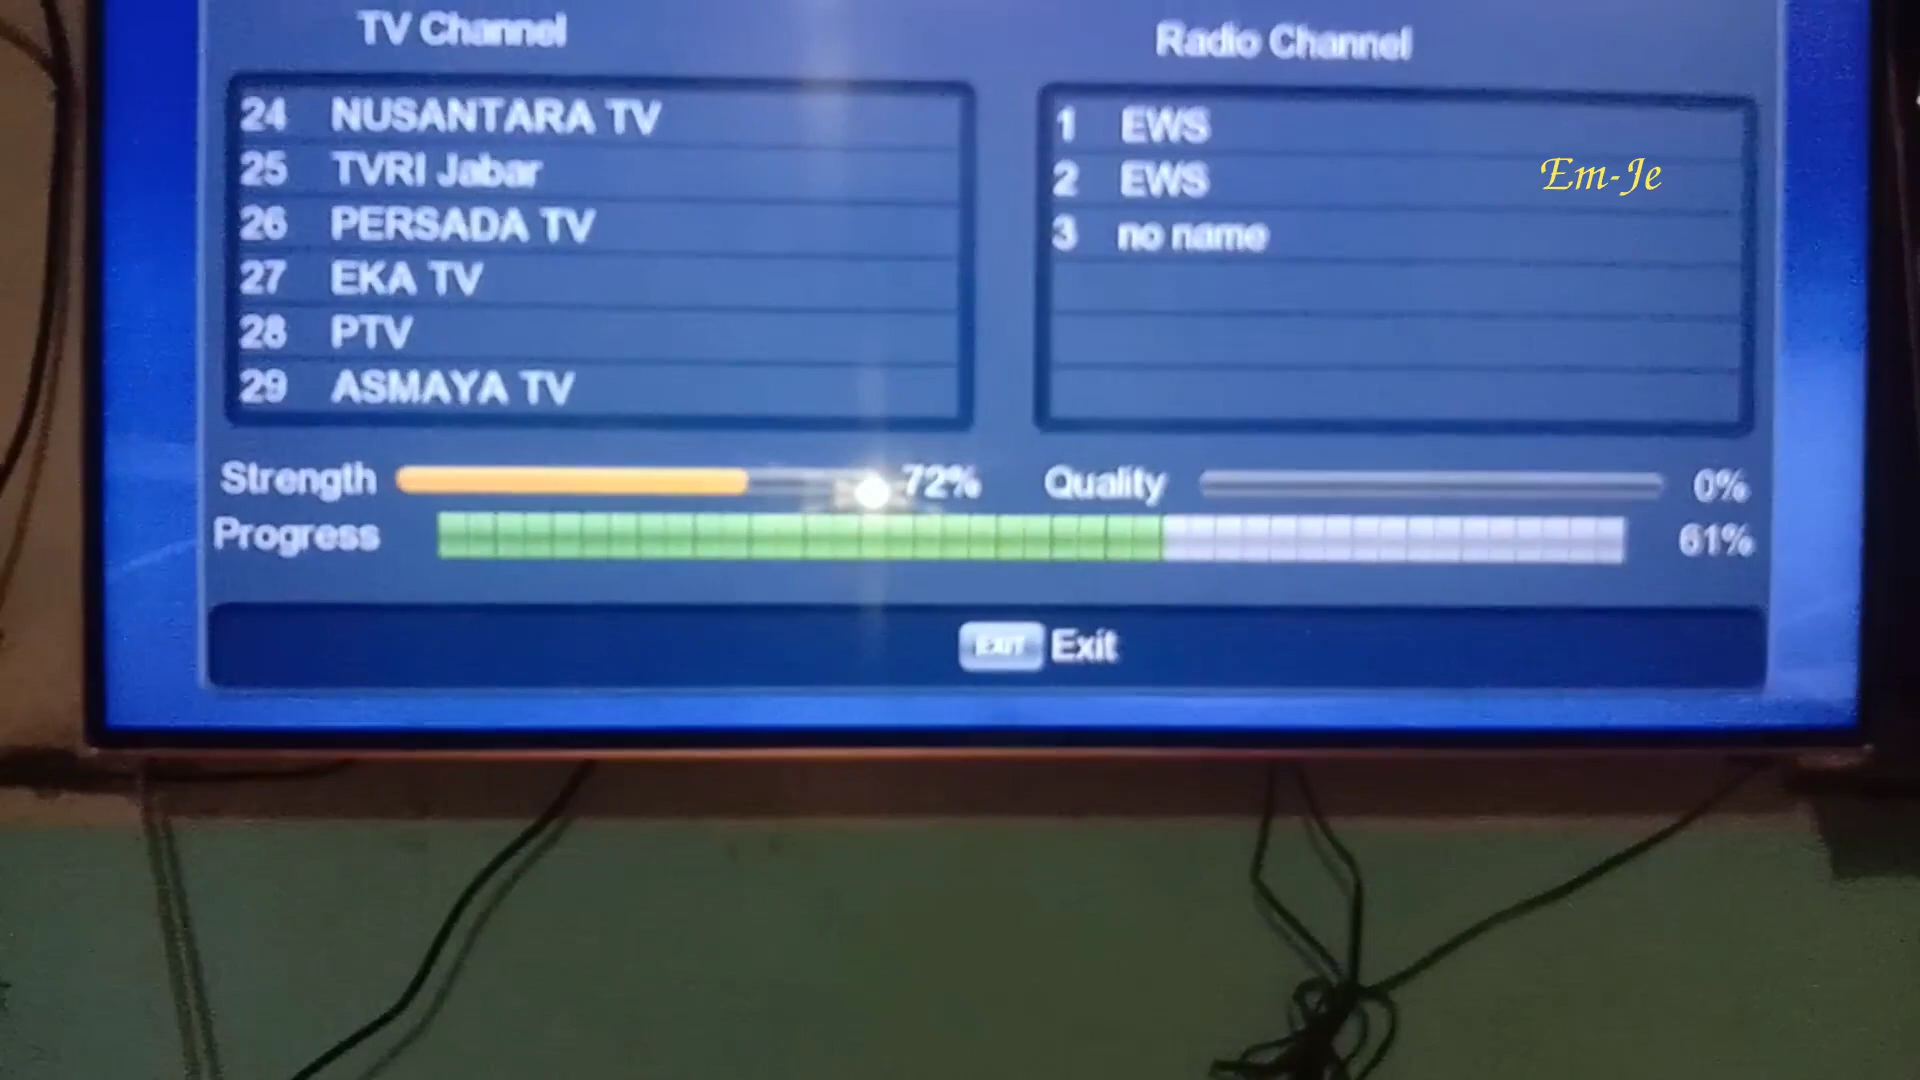 TV Channel
Radio Channel
24 NUSANTARA TV
25 TVRI Jabar
26 PERSADA TV
27 EKA TV
28 PTV
29 ASMAYA TV
1 EWS
2 EWS
3 no name
Em-Je
Strength 72% Quality 0%
Progress 61%
EXIT Exit